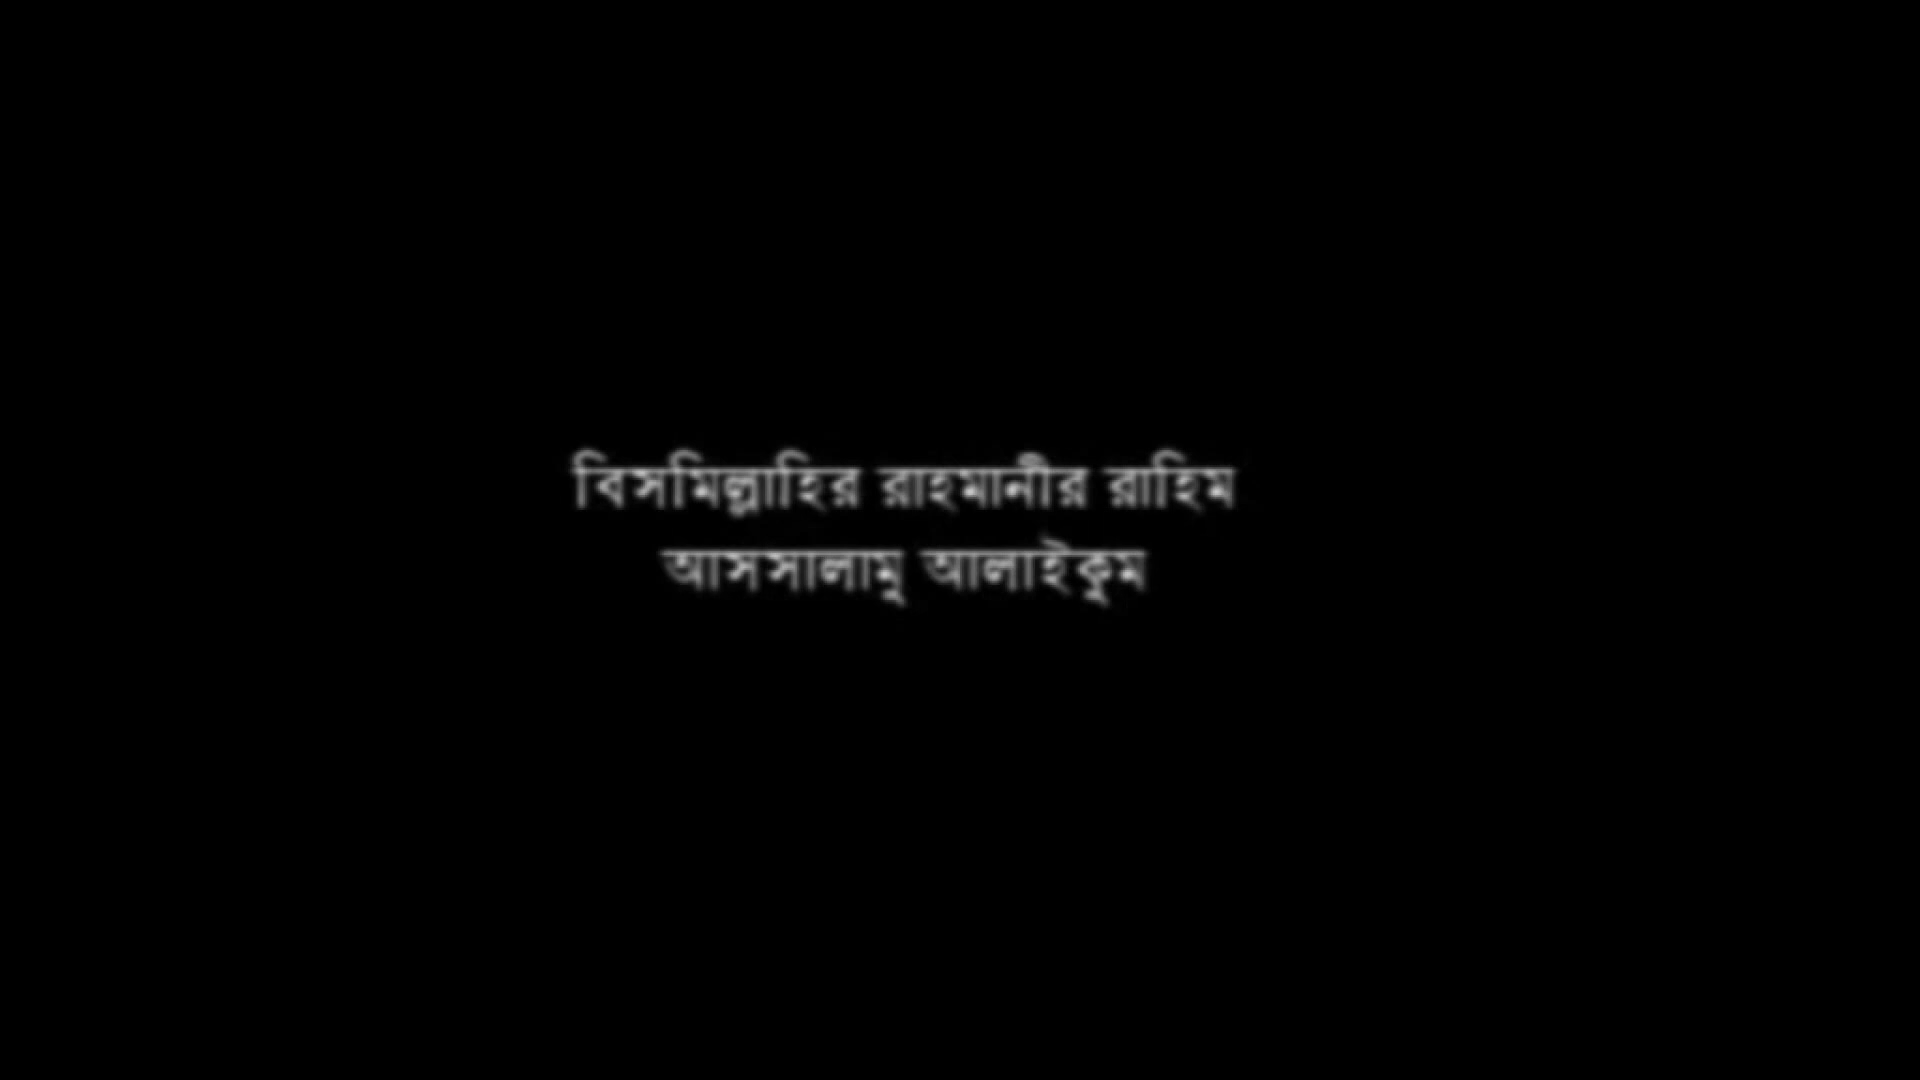 বিসমিল্লাহির রাহমানীর রাহিম
আসসালামু আলাইকুম